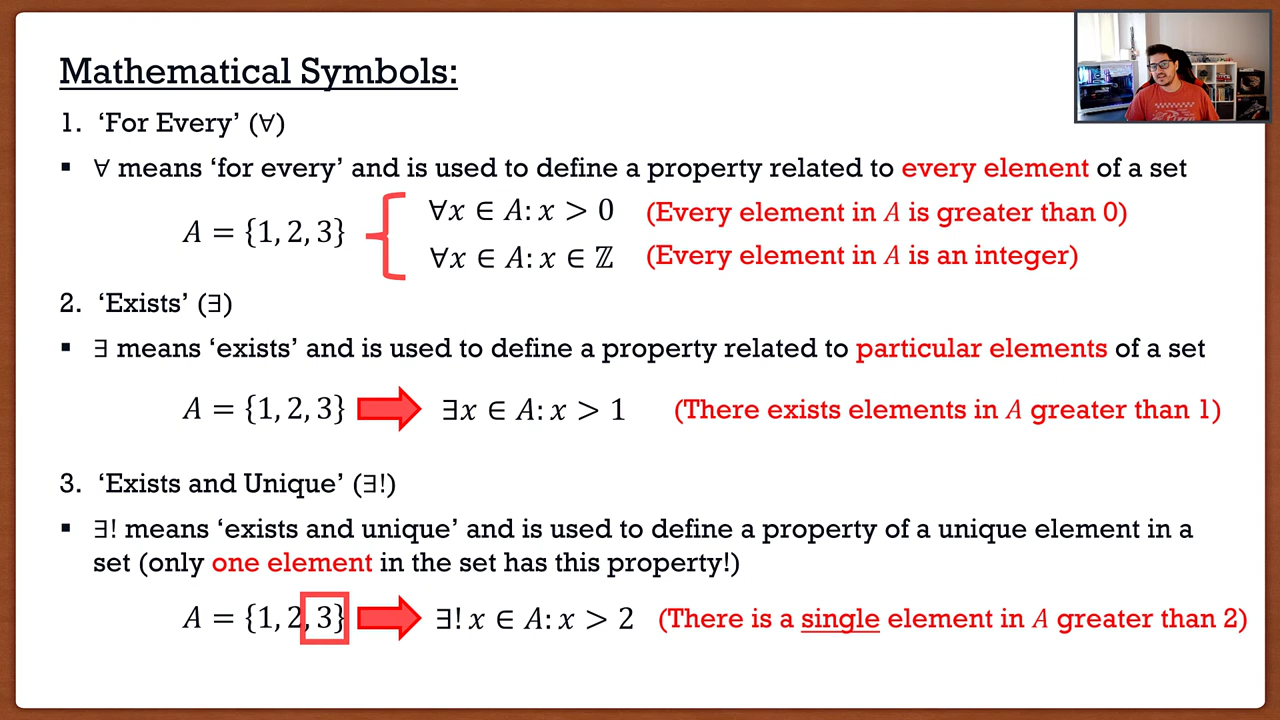 Mathematical Symbols:
1. ‘For Every’ (∀)
▪ ∀ means ‘for every’ and is used to define a property related to every element of a set
A = {1, 2, 3}
∀x ∈ A: x > 0 (Every element in A is greater than 0)
∀x ∈ A: x ∈ ℤ (Every element in A is an integer)
2. ‘Exists’ (∃)
▪ ∃ means ‘exists’ and is used to define a property related to particular elements of a set
A = {1, 2, 3} ∃x ∈ A: x > 1 (There exists elements in A greater than 1)
3. ‘Exists and Unique’ (∃!)
▪ ∃! means ‘exists and unique’ and is used to define a property of a unique element in a
set (only one element in the set has this property!)
A = {1, 2, 3} ∃! x ∈ A: x > 2 (There is a single element in A greater than 2)